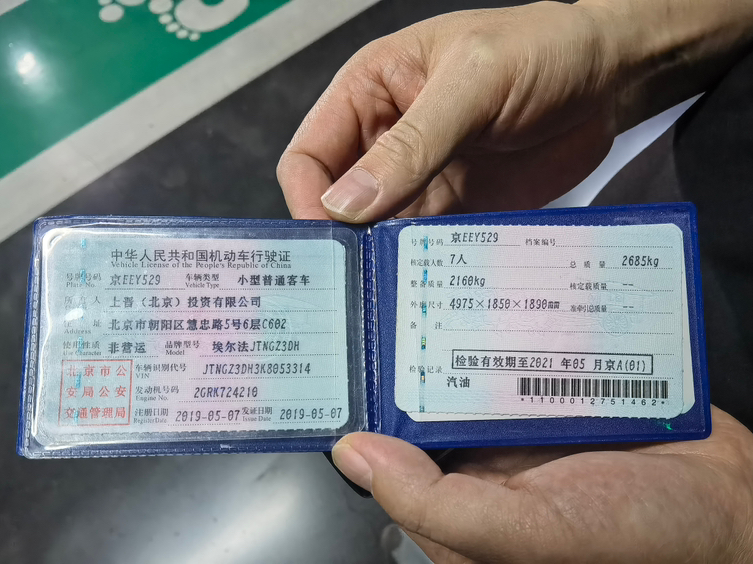 中华人民共和国机动车行驶证
Vehicle License of the People's Republic of China
号牌号码 京EEY529 车辆类型 Vehicle Type 小型普通客车
所有人 上晋（北京）投资有限公司
住址 Address 北京市朝阳区慧忠路5号6层C602
使用性质 Use Character 非营运 品牌型号 Model 埃尔法JTNGZ3DH
北京市公
安局公安
交通管理局
车辆识别代号 VIN JTNGZ3DH3K8053314
发动机号码 Engine No. 2GRK724210
注册日期 Register Date 2019-05-07 发证日期 Issue Date 2019-05-07
号牌号码 京EEY529 档案编号
核定载人数 7人 总质量 2685kg
整备质量 2160kg 核定载质量 --
外廓尺寸 4975×1850×1890mm 准牵引总质量 --
备注
检验记录 检验有效期至2021年05月京A(01)
汽油
*1100012751462*